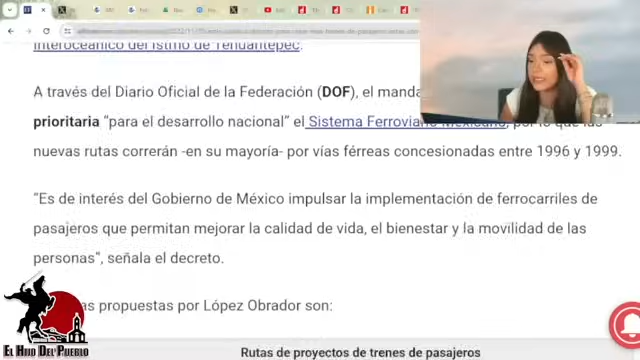 Interoceánico del Istmo de Tehuantepec.
A través del Diario Oficial de la Federación (DOF), el manda
prioritaria “para el desarrollo nacional” el Sistema Ferroviario Mexicano, por lo que las
nuevas rutas correrán -en su mayoría- por vías férreas concesionadas entre 1996 y 1999.
“Es de interés del Gobierno de México impulsar la implementación de ferrocarriles de
pasajeros que permitan mejorar la calidad de vida, el bienestar y la movilidad de las
personas”, señala el decreto.
as propuestas por López Obrador son:
EL HIJO DEL PUEBLO
Rutas de proyectos de trenes de pasajeros